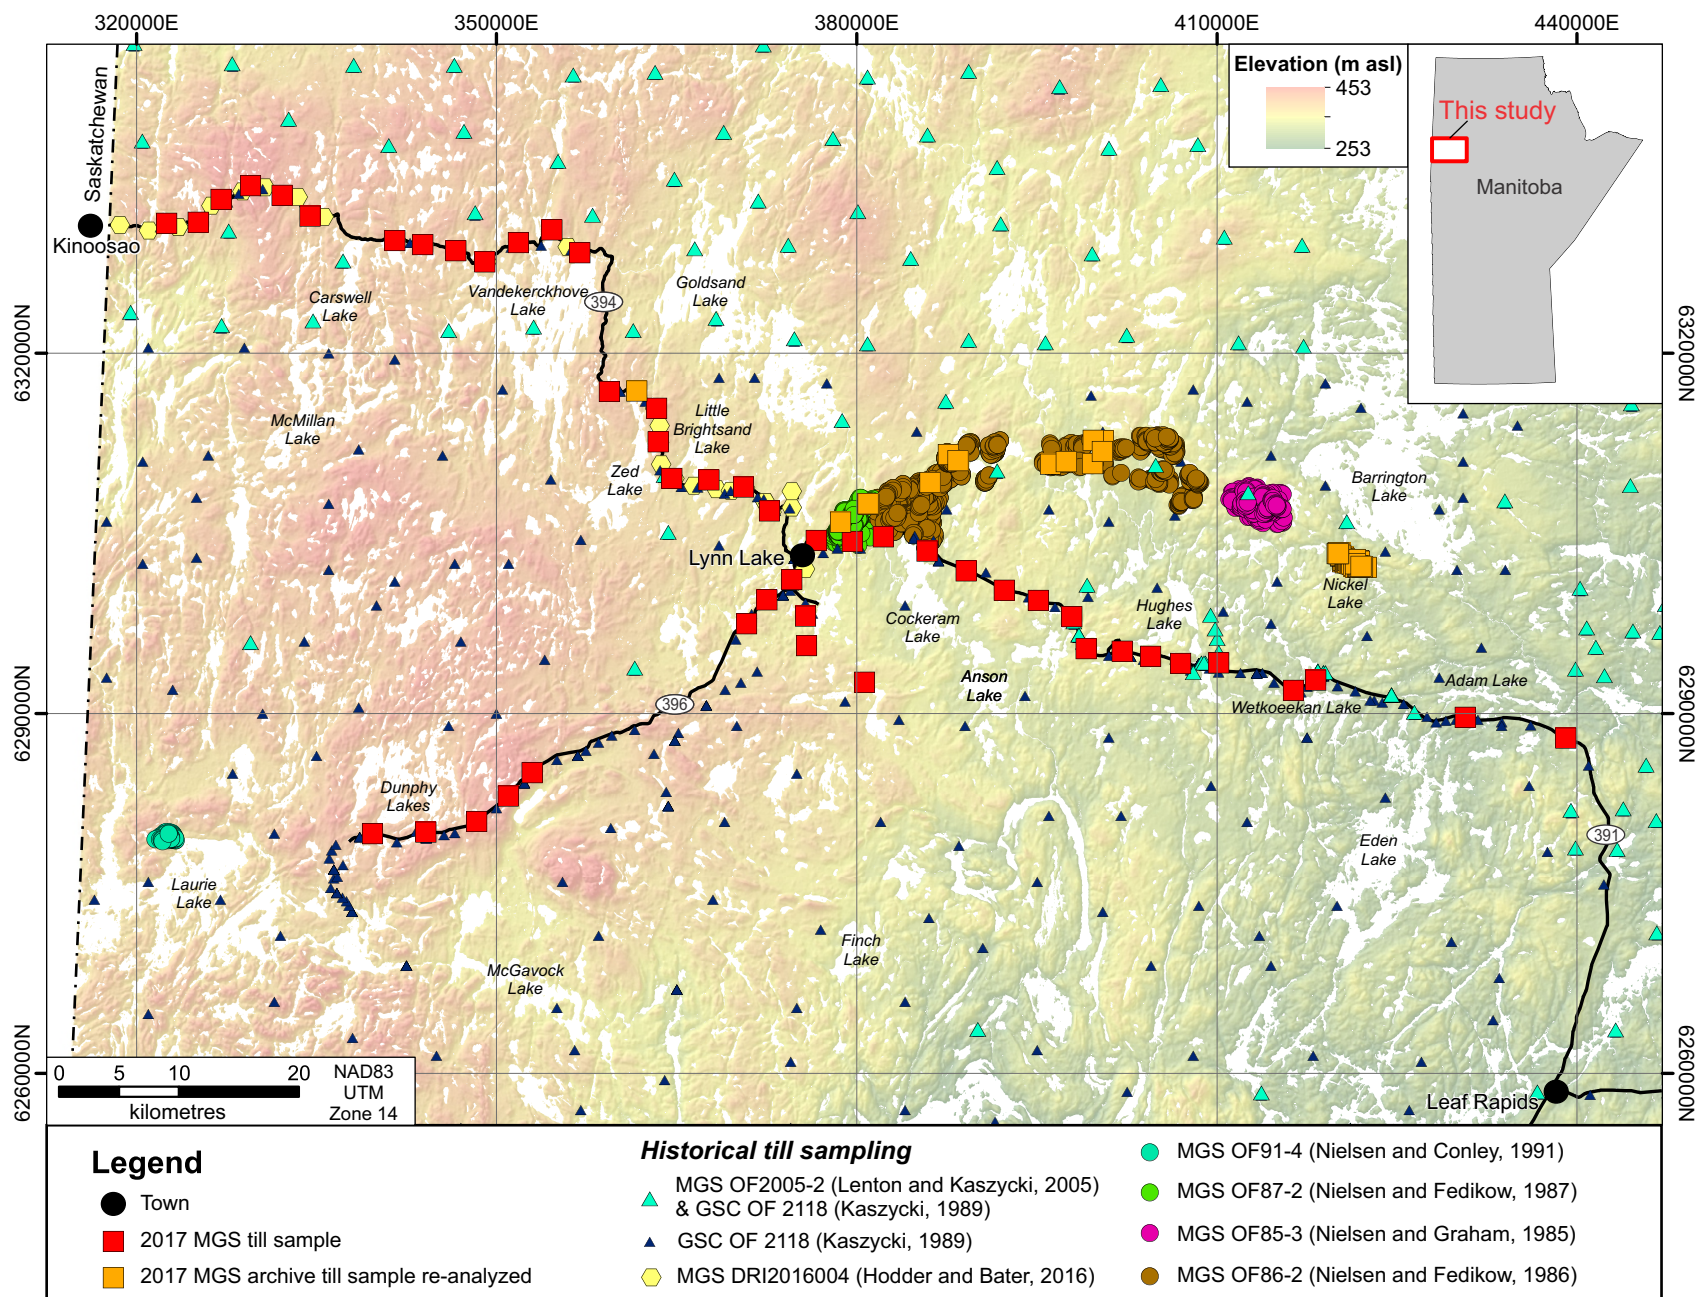 320000E
350000E
380000E
410000E
440000E
Elevation (m asl)
453
253
This study
Manitoba
Saskatchewan
Kinoosao
Carswell
Lake
Vandekerckhove
Lake
Goldsand
Lake
394
6320000N
6320000N
McMillan
Lake
Little
Brightsand
Lake
Zed
Lake
Barrington
Lake
Lynn Lake
Nickel
Lake
Cockeram
Lake
Hughes
Lake
Anson
Lake
Adam Lake
Wetkoeekan Lake
396
6290000N
6290000N
Dunphy
Lakes
391
Eden
Lake
Laurie
Lake
Finch
Lake
McGavock
Lake
6260000N
6260000N
Leaf Rapids
0 5 10 20
kilometres
NAD83
UTM
Zone 14
Legend
Town
2017 MGS till sample
2017 MGS archive till sample re-analyzed
Historical till sampling
MGS OF2005-2 (Lenton and Kaszycki, 2005)
& GSC OF 2118 (Kaszycki, 1989)
GSC OF 2118 (Kaszycki, 1989)
MGS DRI2016004 (Hodder and Bater, 2016)
MGS OF91-4 (Nielsen and Conley, 1991)
MGS OF87-2 (Nielsen and Fedikow, 1987)
MGS OF85-3 (Nielsen and Graham, 1985)
MGS OF86-2 (Nielsen and Fedikow, 1986)